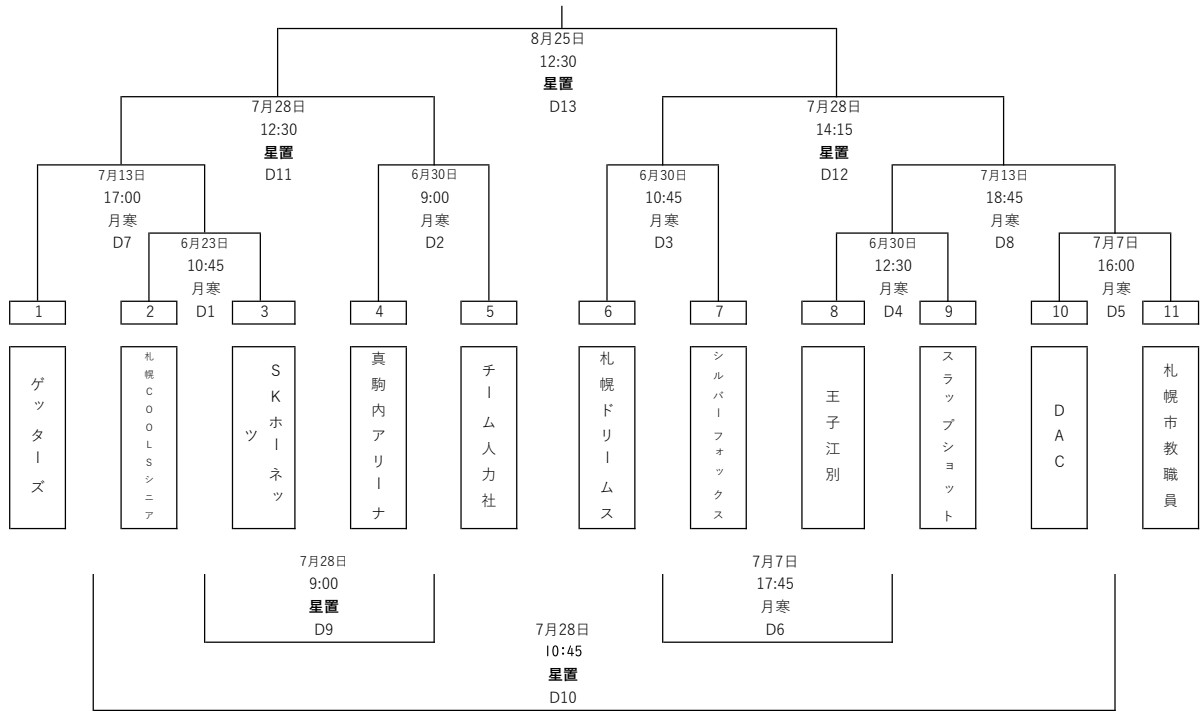 8月25日
12:30
星置
D13
7月28日
12:30
星置
D11
7月28日
14:15
星置
D12
7月13日
17:00
月寒
D7
6月30日
9:00
月寒
D2
6月30日
10:45
月寒
D3
7月13日
18:45
月寒
D8
6月23日
10:45
月寒
D1
6月30日
12:30
月寒
D4
7月7日
16:00
月寒
D5
1
2
3
4
5
6
7
8
9
10
11
ゲッターズ
札幌COOLSシニア
SKホーネッ
ツ
真駒内アリーナ
チーム人力社
札幌ドリームス
シルバーフォックス
王子江別
スラップショット
DAC
札幌市教職員
7月28日
9:00
星置
D9
7月7日
17:45
月寒
D6
7月28日
10:45
星置
D10